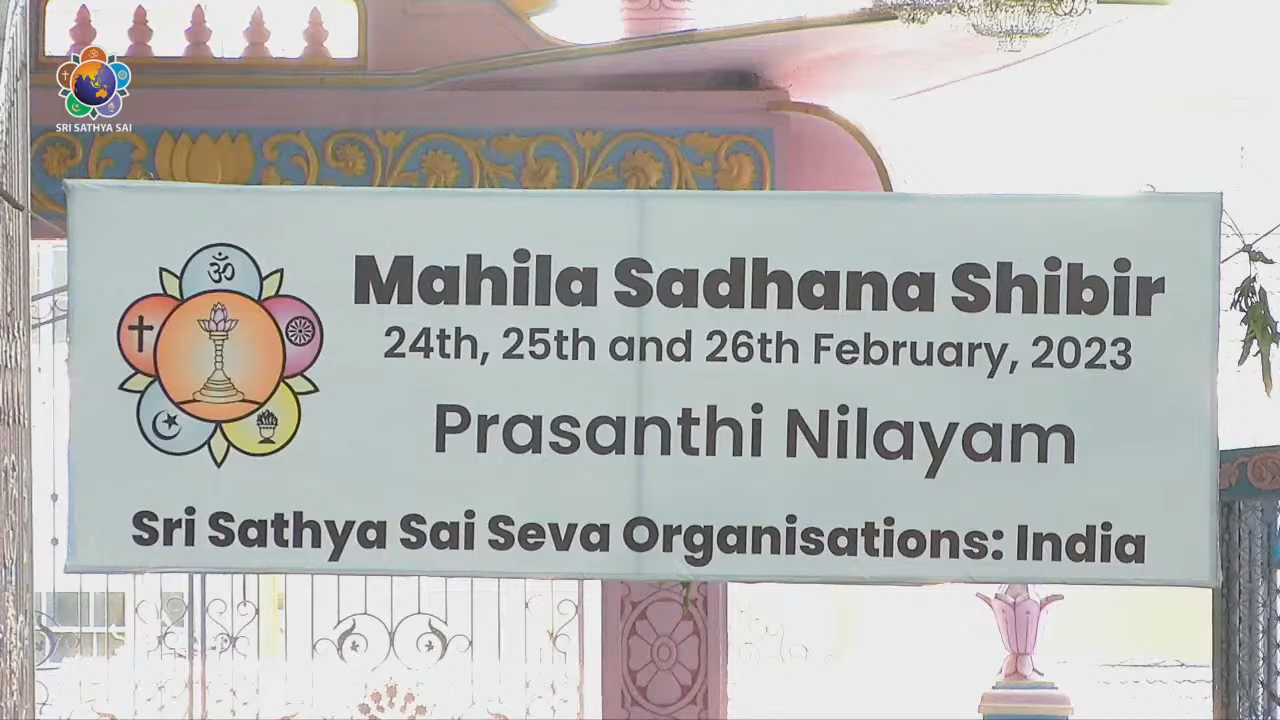 SRI SATHYA SAI
Mahila Sadhana Shibir
24th, 25th and 26th February, 2023
Prasanthi Nilayam
Sri Sathya Sai Seva Organisations: India
ॐ